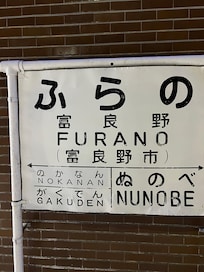 ふらの
富良野
FURANO
(富良野市)
のかなん
NOKANAN
がくでん
GAKUDEN
ぬのべ
NUNOBE